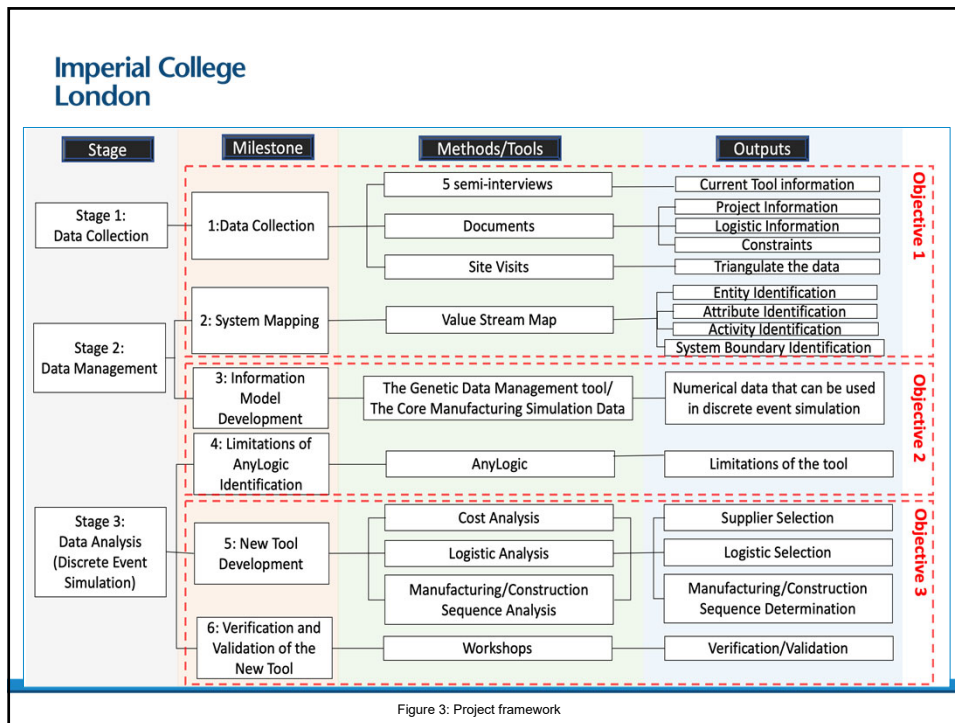 Imperial College
London
Stage
Milestone
Methods/Tools
Outputs
Stage 1:
Data Collection
1:Data Collection
5 semi-interviews
Current Tool information
Documents
Project Information
Logistic Information
Constraints
Site Visits
Triangulate the data
Objective 1
Stage 2:
Data Management
2: System Mapping
Value Stream Map
Entity Identification
Attribute Identification
Activity Identification
System Boundary Identification
3: Information
Model
Development
The Genetic Data Management tool/
The Core Manufacturing Simulation Data
Numerical data that can be used
in discrete event simulation
4: Limitations of
AnyLogic
Identification
AnyLogic
Limitations of the tool
Objective 2
Stage 3:
Data Analysis
(Discrete Event
Simulation)
5: New Tool
Development
Cost Analysis
Logistic Analysis
Manufacturing/Construction
Sequence Analysis
Supplier Selection
Logistic Selection
Manufacturing/Construction
Sequence Determination
6: Verification and
Validation of the
New Tool
Workshops
Verification/Validation
Objective 3
Figure 3: Project framework